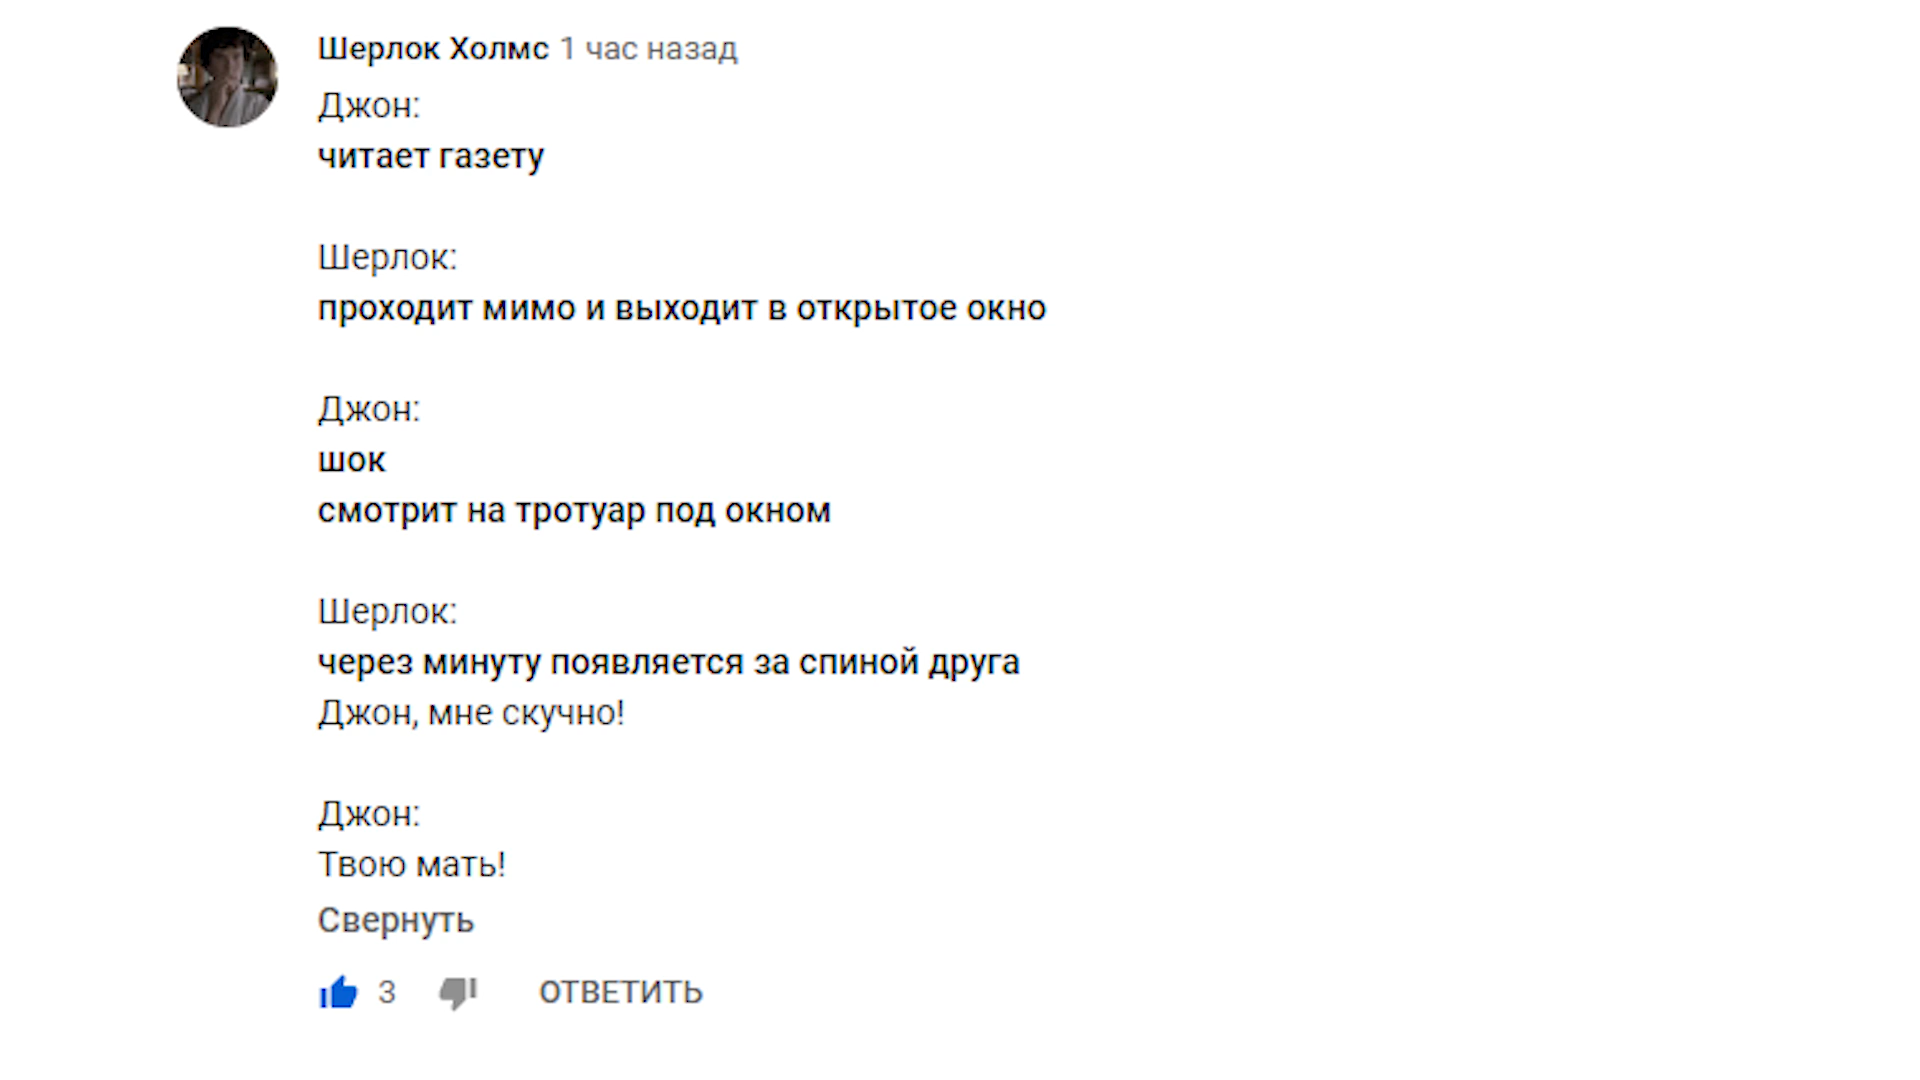 Шерлок Холмс 1 час назад
Джон:
читает газету
Шерлок:
проходит мимо и выходит в открытое окно
Джон:
шок
смотрит на тротуар под окном
Шерлок:
через минуту появляется за спиной друга
Джон, мне скучно!
Джон:
Твою мать!
Свернуть
3 ОТВЕТИТЬ